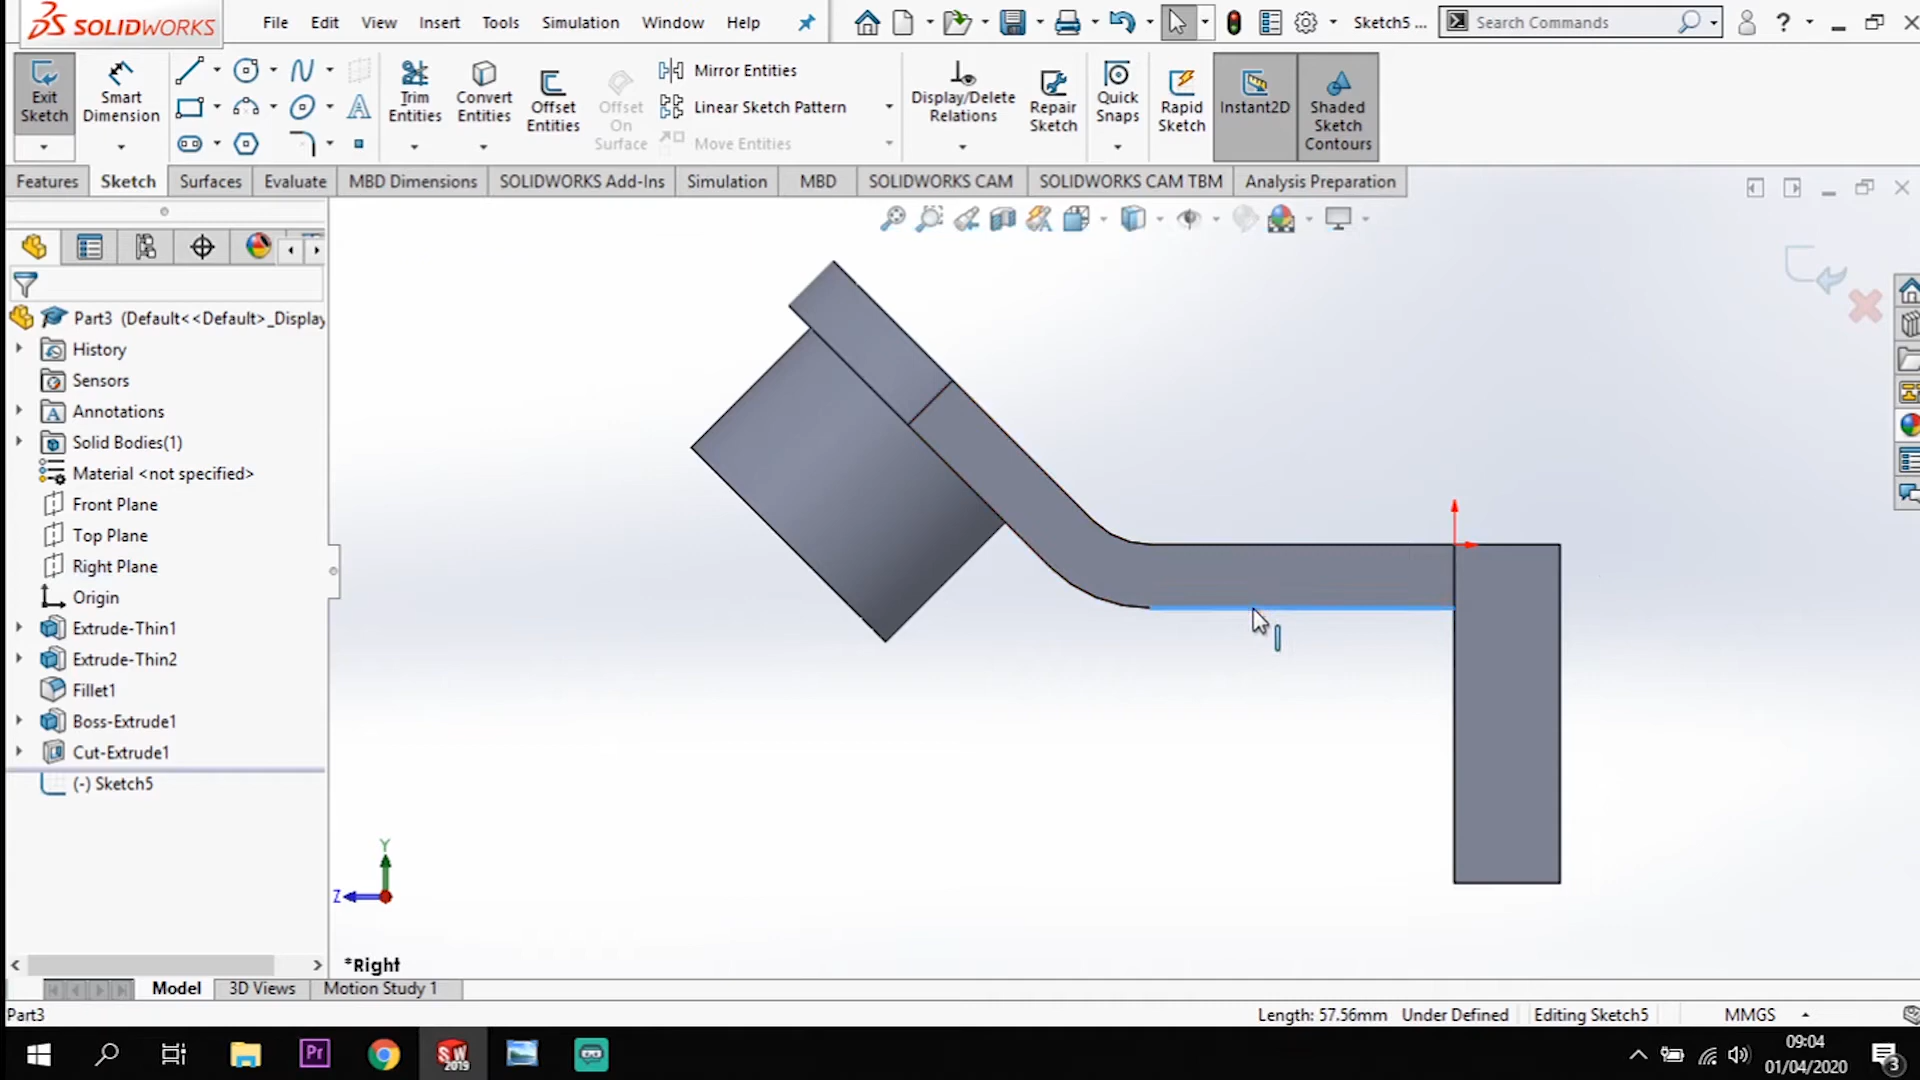 SOLIDWORKS File Edit View Insert Tools Simulation Window Help Sketch5 ... Search Commands ?
Exit Sketch
Smart Dimension
Trim Entities
Convert Entities
Offset Entities
Offset On Surface
Mirror Entities
Linear Sketch Pattern
Move Entities
Display/Delete Relations
Repair Sketch
Quick Snaps
Rapid Sketch
Instant2D
Shaded Sketch Contours
Features Sketch Surfaces Evaluate MBD Dimensions SOLIDWORKS Add-Ins Simulation MBD SOLIDWORKS CAM SOLIDWORKS CAM TBM Analysis Preparation
Part3 (Default<<Default>_Display
History
Sensors
Annotations
Solid Bodies(1)
Material <not specified>
Front Plane
Top Plane
Right Plane
Origin
Extrude-Thin1
Extrude-Thin2
Fillet1
Boss-Extrude1
Cut-Extrude1
(-) Sketch5
Y
Z
*Right
Model 3D Views Motion Study 1
Part3 Length: 57.56mm Under Defined Editing Sketch5 MMGS
Pr SW 2019 09:04
01/04/2020 3